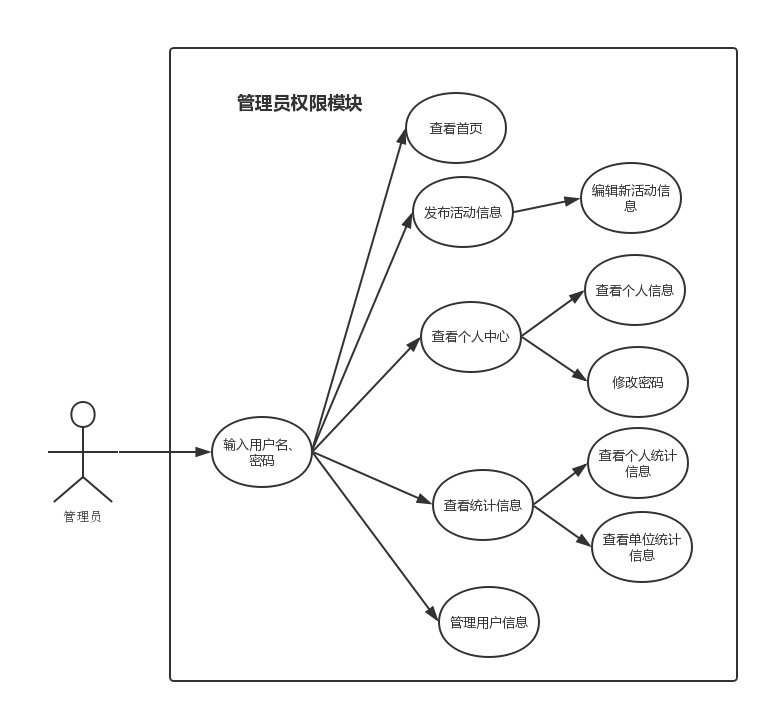 管理员权限模块
查看首页
发布活动信息
编辑新活动信
息
查看个人中心
查看个人信息
修改密码
管理员
输入用户名、
密码
查看统计信息
查看个人统计
信息
查看单位统计
信息
管理用户信息